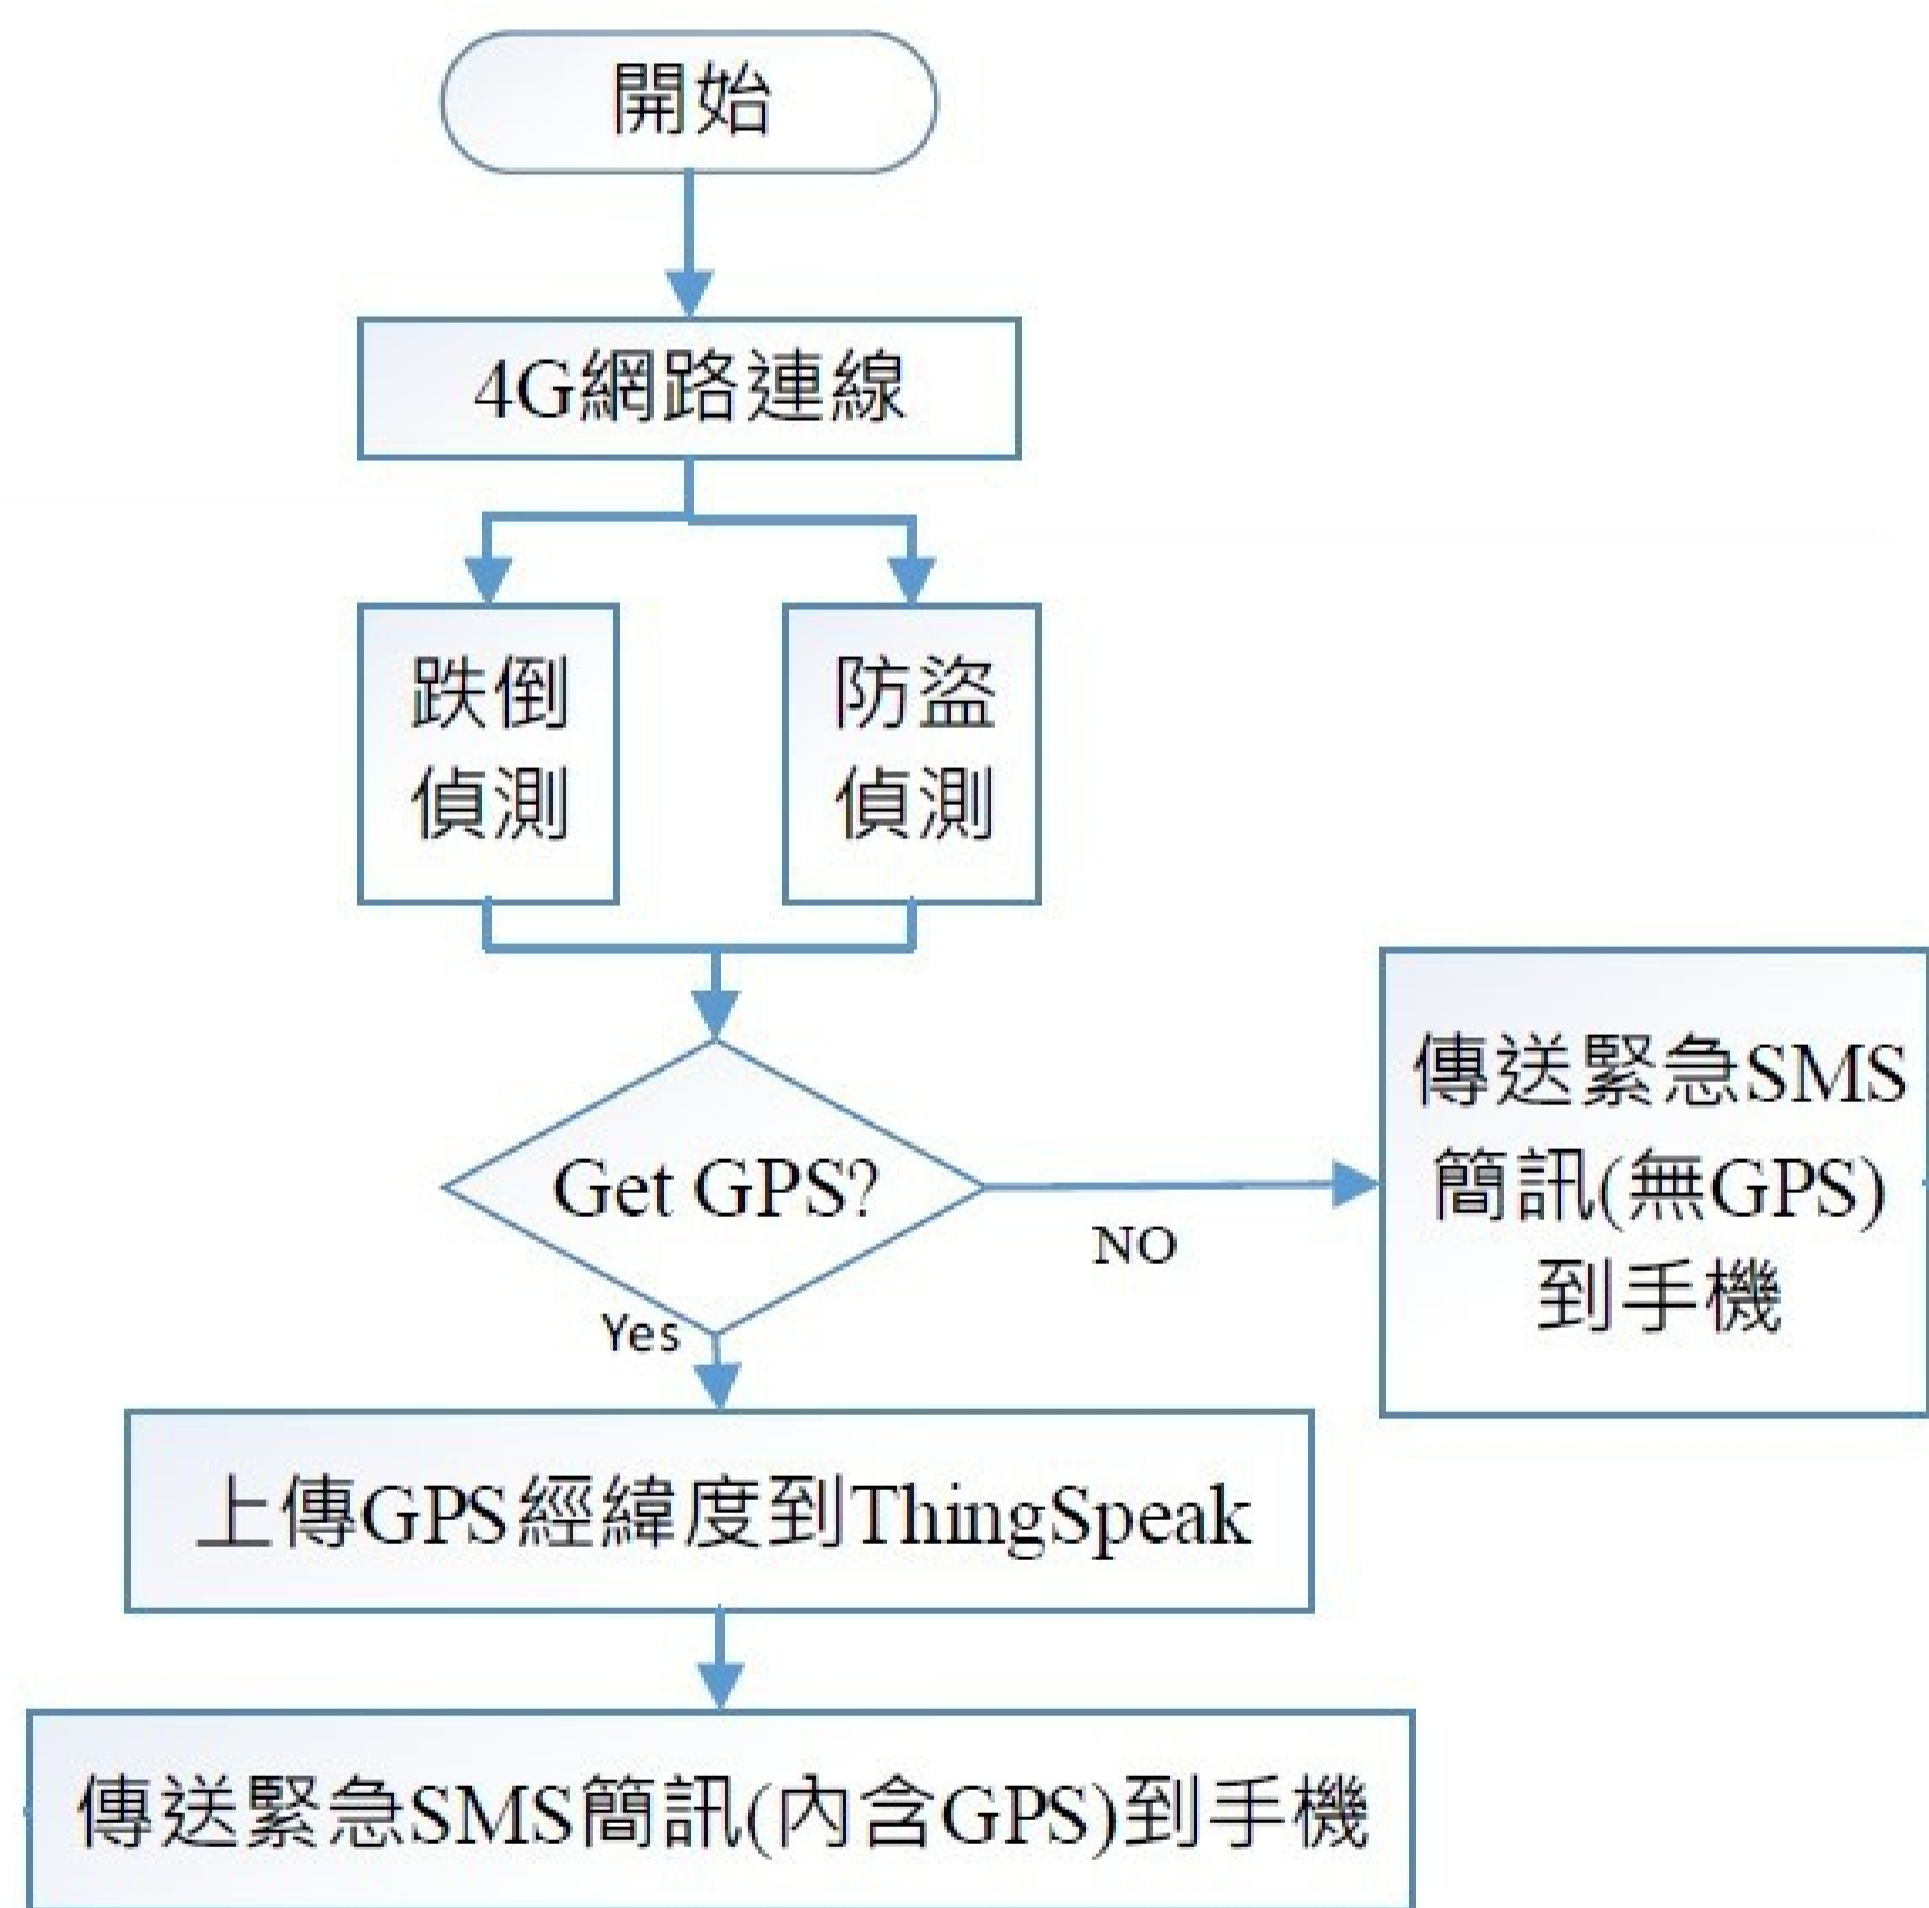 開始
4G網路連線
跌倒
偵測
防盜
偵測
Get GPS?
NO
傳送緊急SMS
簡訊(無GPS)
到手機
Yes
上傳GPS經緯度到ThingSpeak
傳送緊急SMS簡訊(內含GPS)到手機